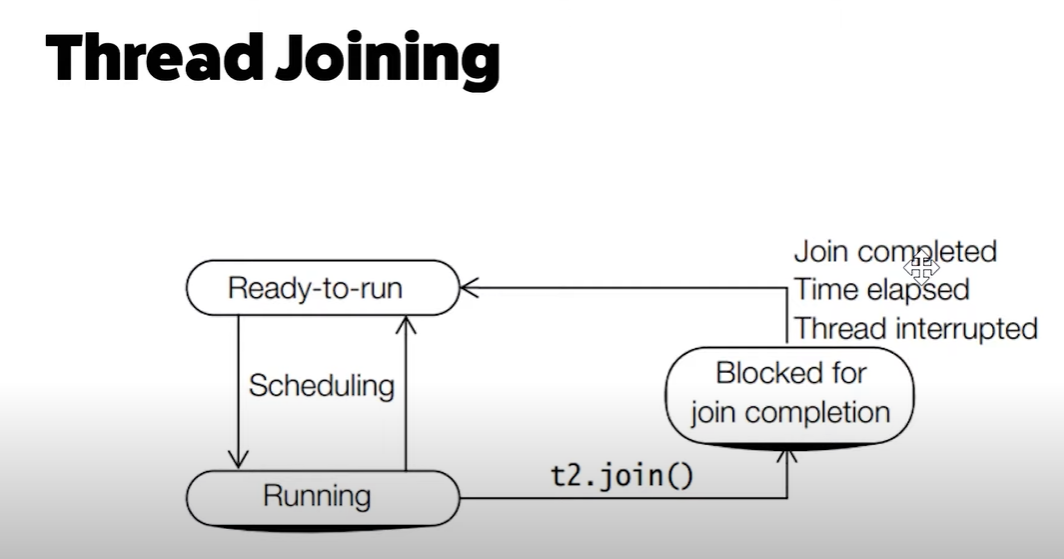 Thread Joining
Join completed
Ready-to-run
Time elapsed
Thread interrupted
Scheduling
Blocked for
join completion
t2.join()
Running